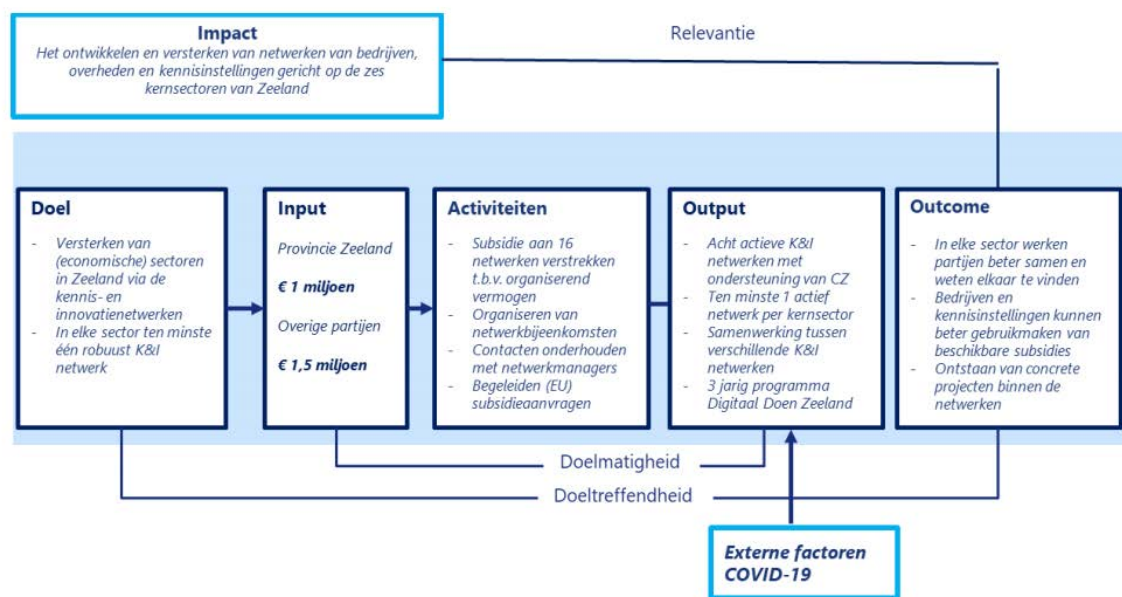 Impact
Het ontwikkelen en versterken van netwerken van bedrijven,
overheden en kennisinstellingen gericht op de zes
kernsectoren van Zeeland
Relevantie
Doel
- Versterken van
(economische) sectoren
in Zeeland via de
kennis- en
innovatienetwerken
- In elke sector ten minste
één robuust K&I
netwerk
Input
Provincie Zeeland
€ 1 miljoen
Overige partijen
€ 1,5 miljoen
Activiteiten
- Subsidie aan 16
netwerken verstrekken
t.b.v. organiserend
vermogen
- Organiseren van
netwerkbijeenkomsten
- Contacten onderhouden
met netwerkmanagers
- Begeleiden (EU)
subsidieaanvragen
Output
- Acht actieve K&I
netwerken met
ondersteuning van CZ
- Ten minste 1 actief
netwerk per kernsector
- Samenwerking tussen
verschillende K&I
netwerken
- 3 jarig programma
Digitaal Doen Zeeland
Outcome
- In elke sector werken
partijen beter samen en
weten elkaar te vinden
- Bedrijven en
kennisinstellingen kunnen
beter gebruikmaken van
beschikbare subsidies
- Ontstaan van concrete
projecten binnen de
netwerken
Doelmatigheid
Doeltreffendheid
Externe factoren
COVID-19